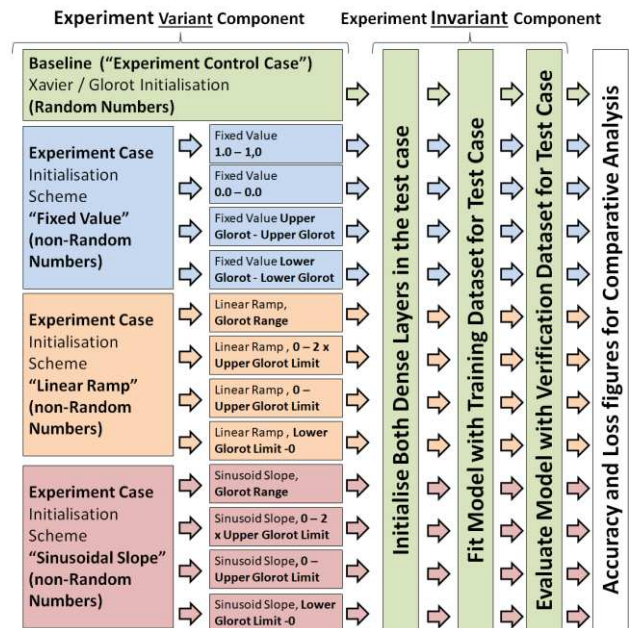 Experiment Variant Component
Experiment Invariant Component
Baseline ("Experiment Control Case")
Xavier / Glorot Initialisation
(Random Numbers)
Experiment Case
Initialisation
Scheme
"Fixed Value"
(non-Random
Numbers)
Fixed Value
1.0 – 1,0
Fixed Value
0.0 – 0.0
Fixed Value Upper
Glorot - Upper Glorot
Fixed Value Lower
Glorot - Lower Glorot
Experiment Case
Initialisation
Scheme
"Linear Ramp"
(non-Random
Numbers)
Linear Ramp,
Glorot Range
Linear Ramp , 0 – 2 x
Upper Glorot Limit
Linear Ramp , 0 –
Upper Glorot Limit
Linear Ramp , Lower
Glorot Limit -0
Experiment Case
Initialisation
Scheme
"Sinusoidal Slope"
(non-Random
Numbers)
Sinusoid Slope,
Glorot Range
Sinusoid Slope, 0 – 2
x Upper Glorot Limit
Sinusoid Slope, 0 –
Upper Glorot Limit
Sinusoid Slope, Lower
Glorot Limit -0
Initialise Both Dense Layers in the test case
Fit Model with Training Dataset for Test Case
Evaluate Model with Verification Dataset for Test Case
Accuracy and Loss figures for Comparative Analysis